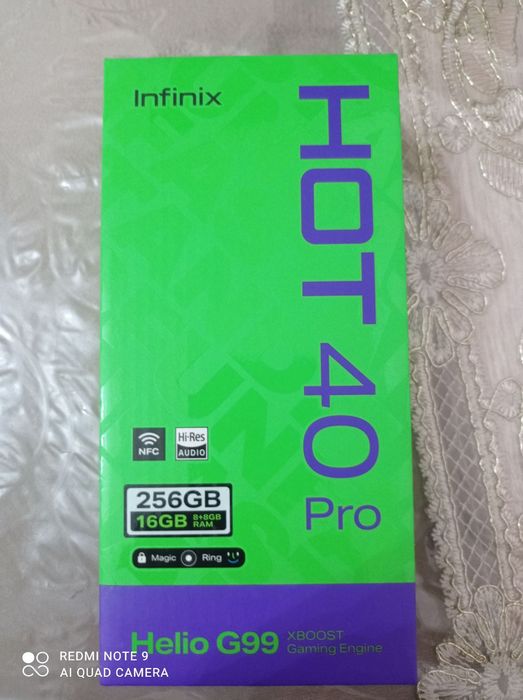 Infinix
HOT 40
Pro
NFC
Hi-Res
AUDIO
256GB
16GB 8+8GB
RAM
Magic Ring
Helio G99 XBOOST
Gaming Engine
REDMI NOTE 9
AI QUAD CAMERA